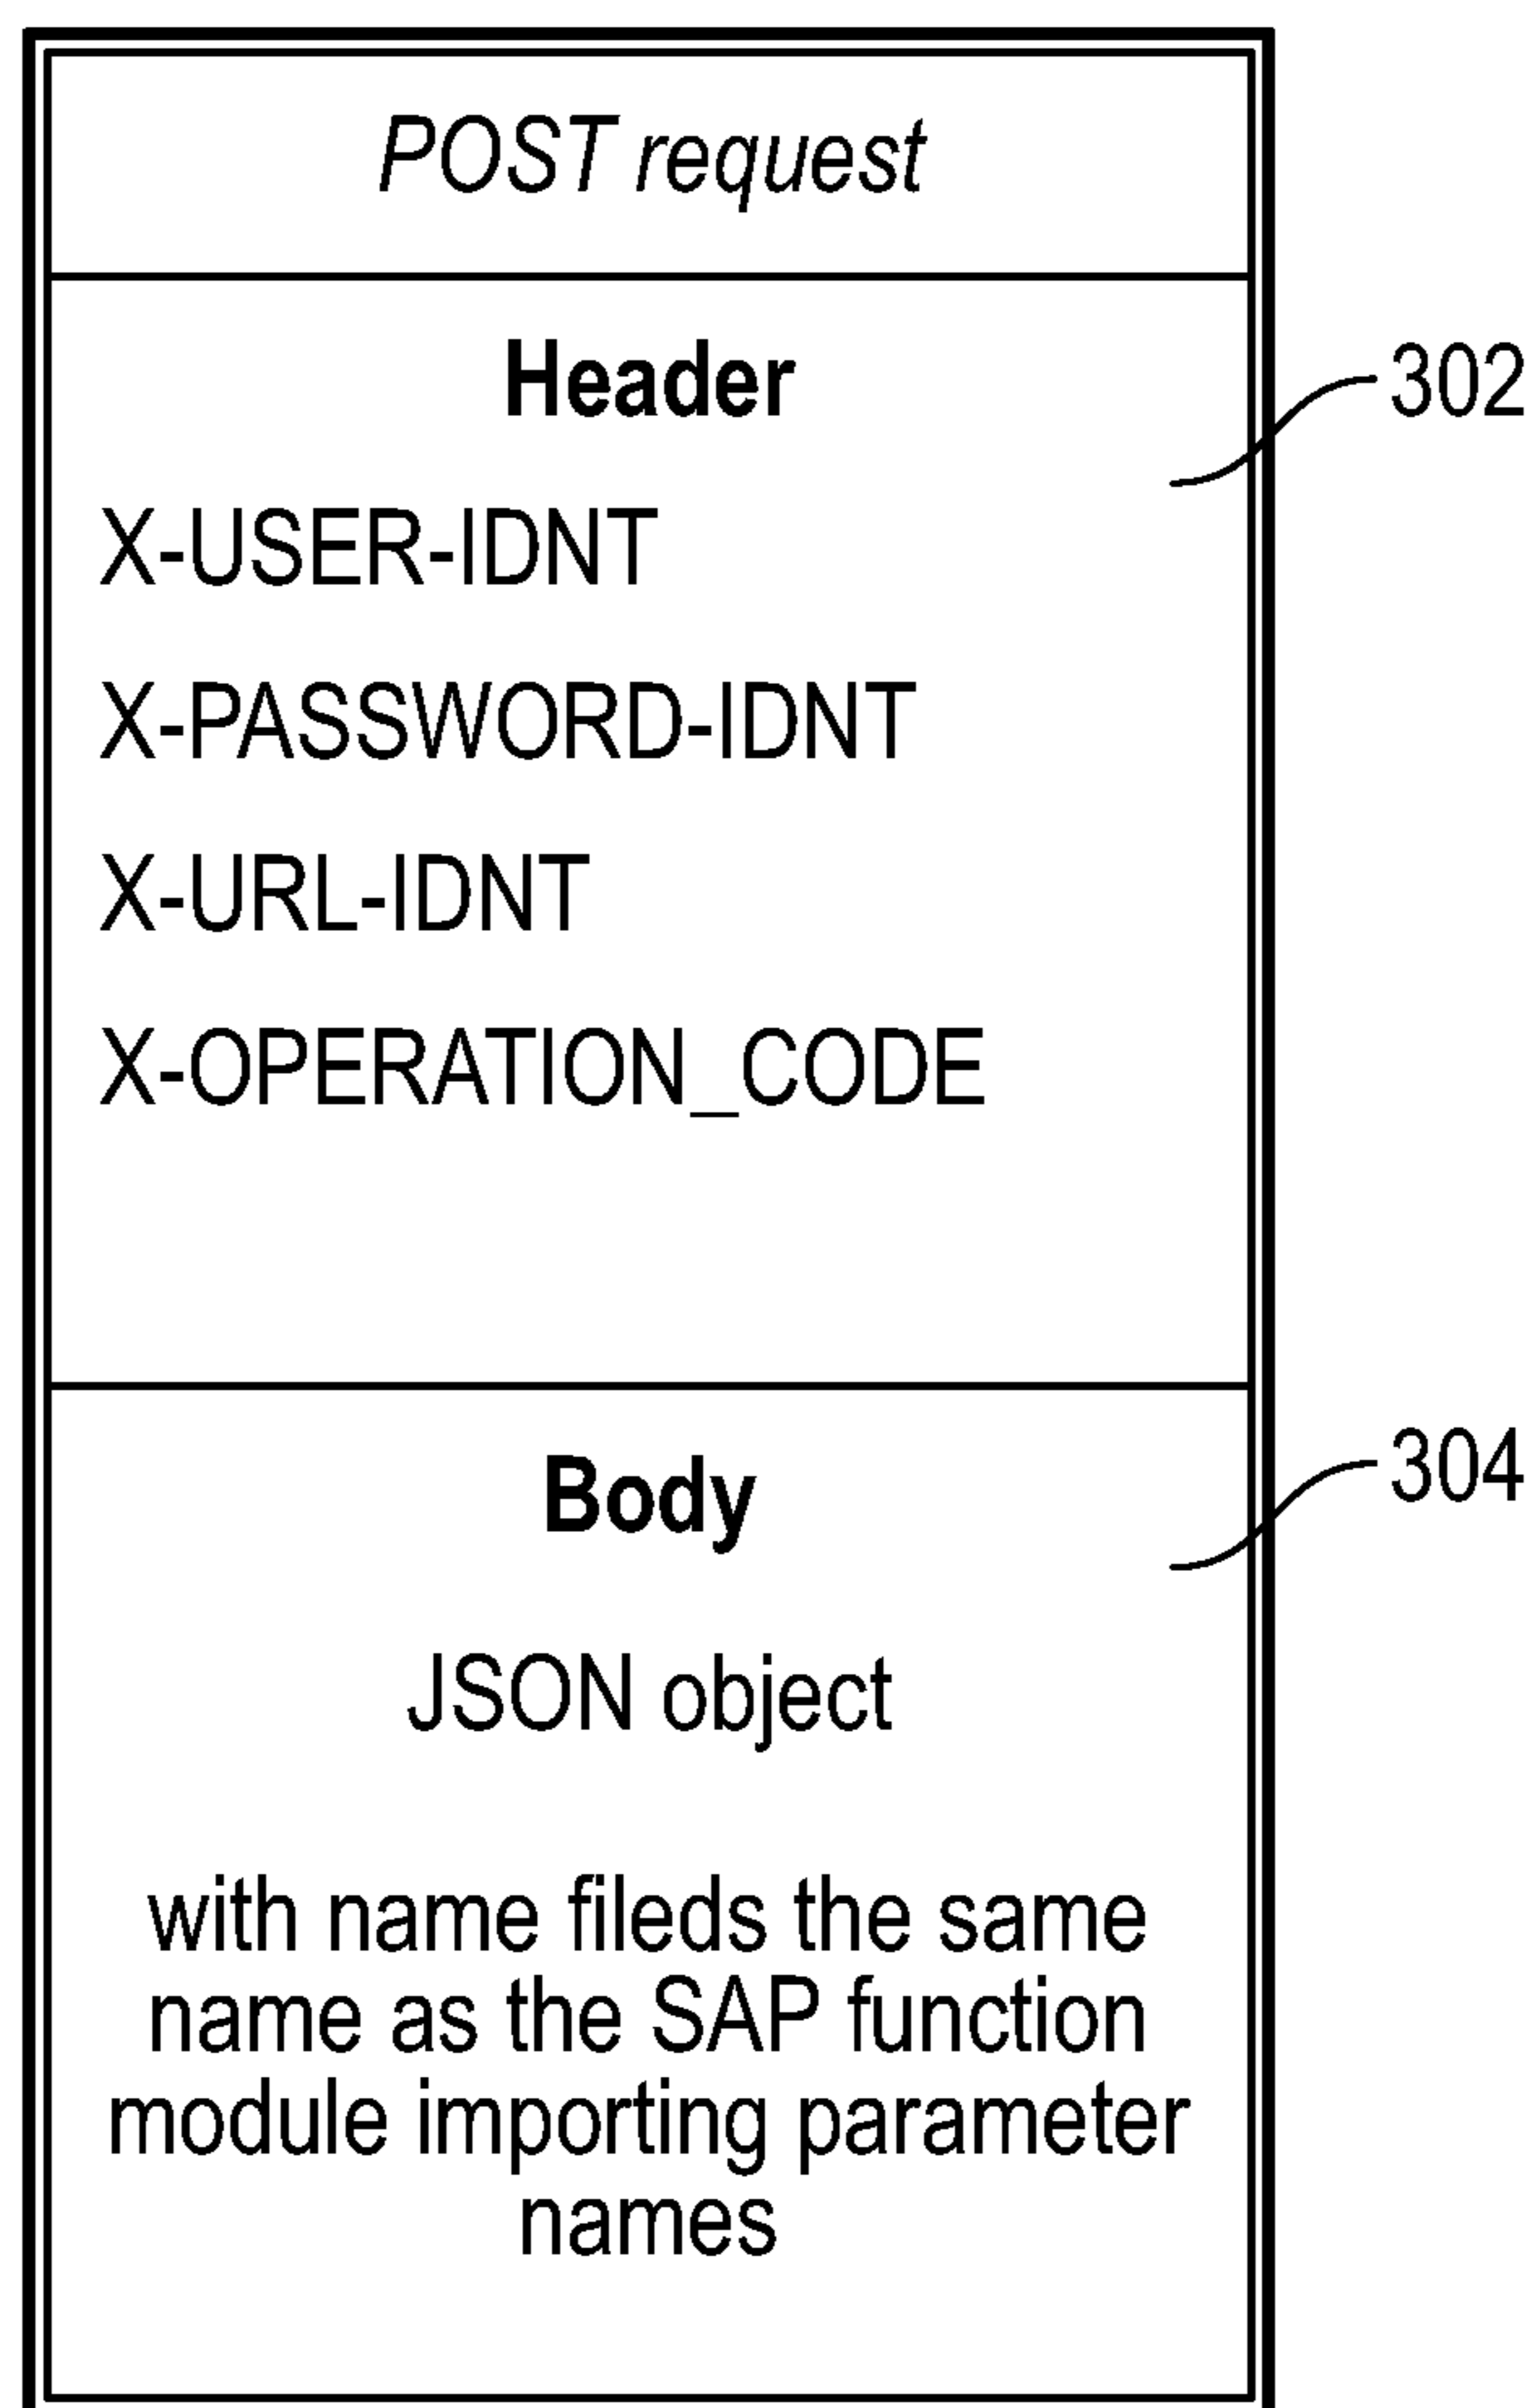 POST request
Header
302
X-USER-IDNT
X-PASSWORD-IDNT
X-URL-IDNT
X-OPERATION_CODE
Body
304
JSON object
with name fileds the same
name as the SAP function
module importing parameter
names